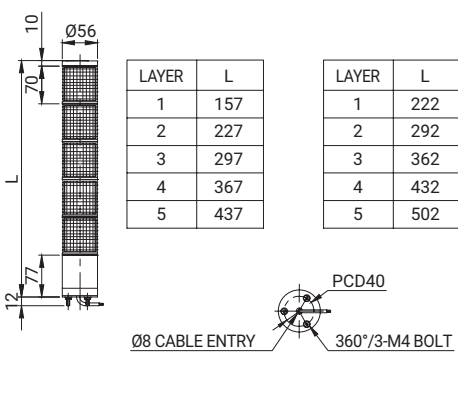 10
Ø56
70
L
77
12
LAYER L
1 157
2 227
3 297
4 367
5 437
LAYER L
1 222
2 292
3 362
4 432
5 502
PCD40
Ø8 CABLE ENTRY
360°/3-M4 BOLT